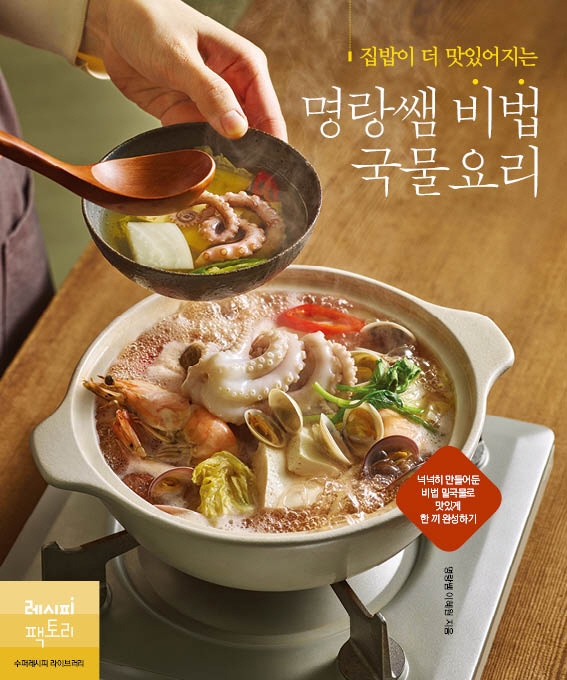 집밥이 더 맛있어지는
명랑쌤 비법
국물요리
넉넉히 만들어둔
비법 밑국물로
맛있게
한 끼 완성하기
명랑쌤 이혜원 지음
레시피
팩토리
수퍼레시피 라이브러리